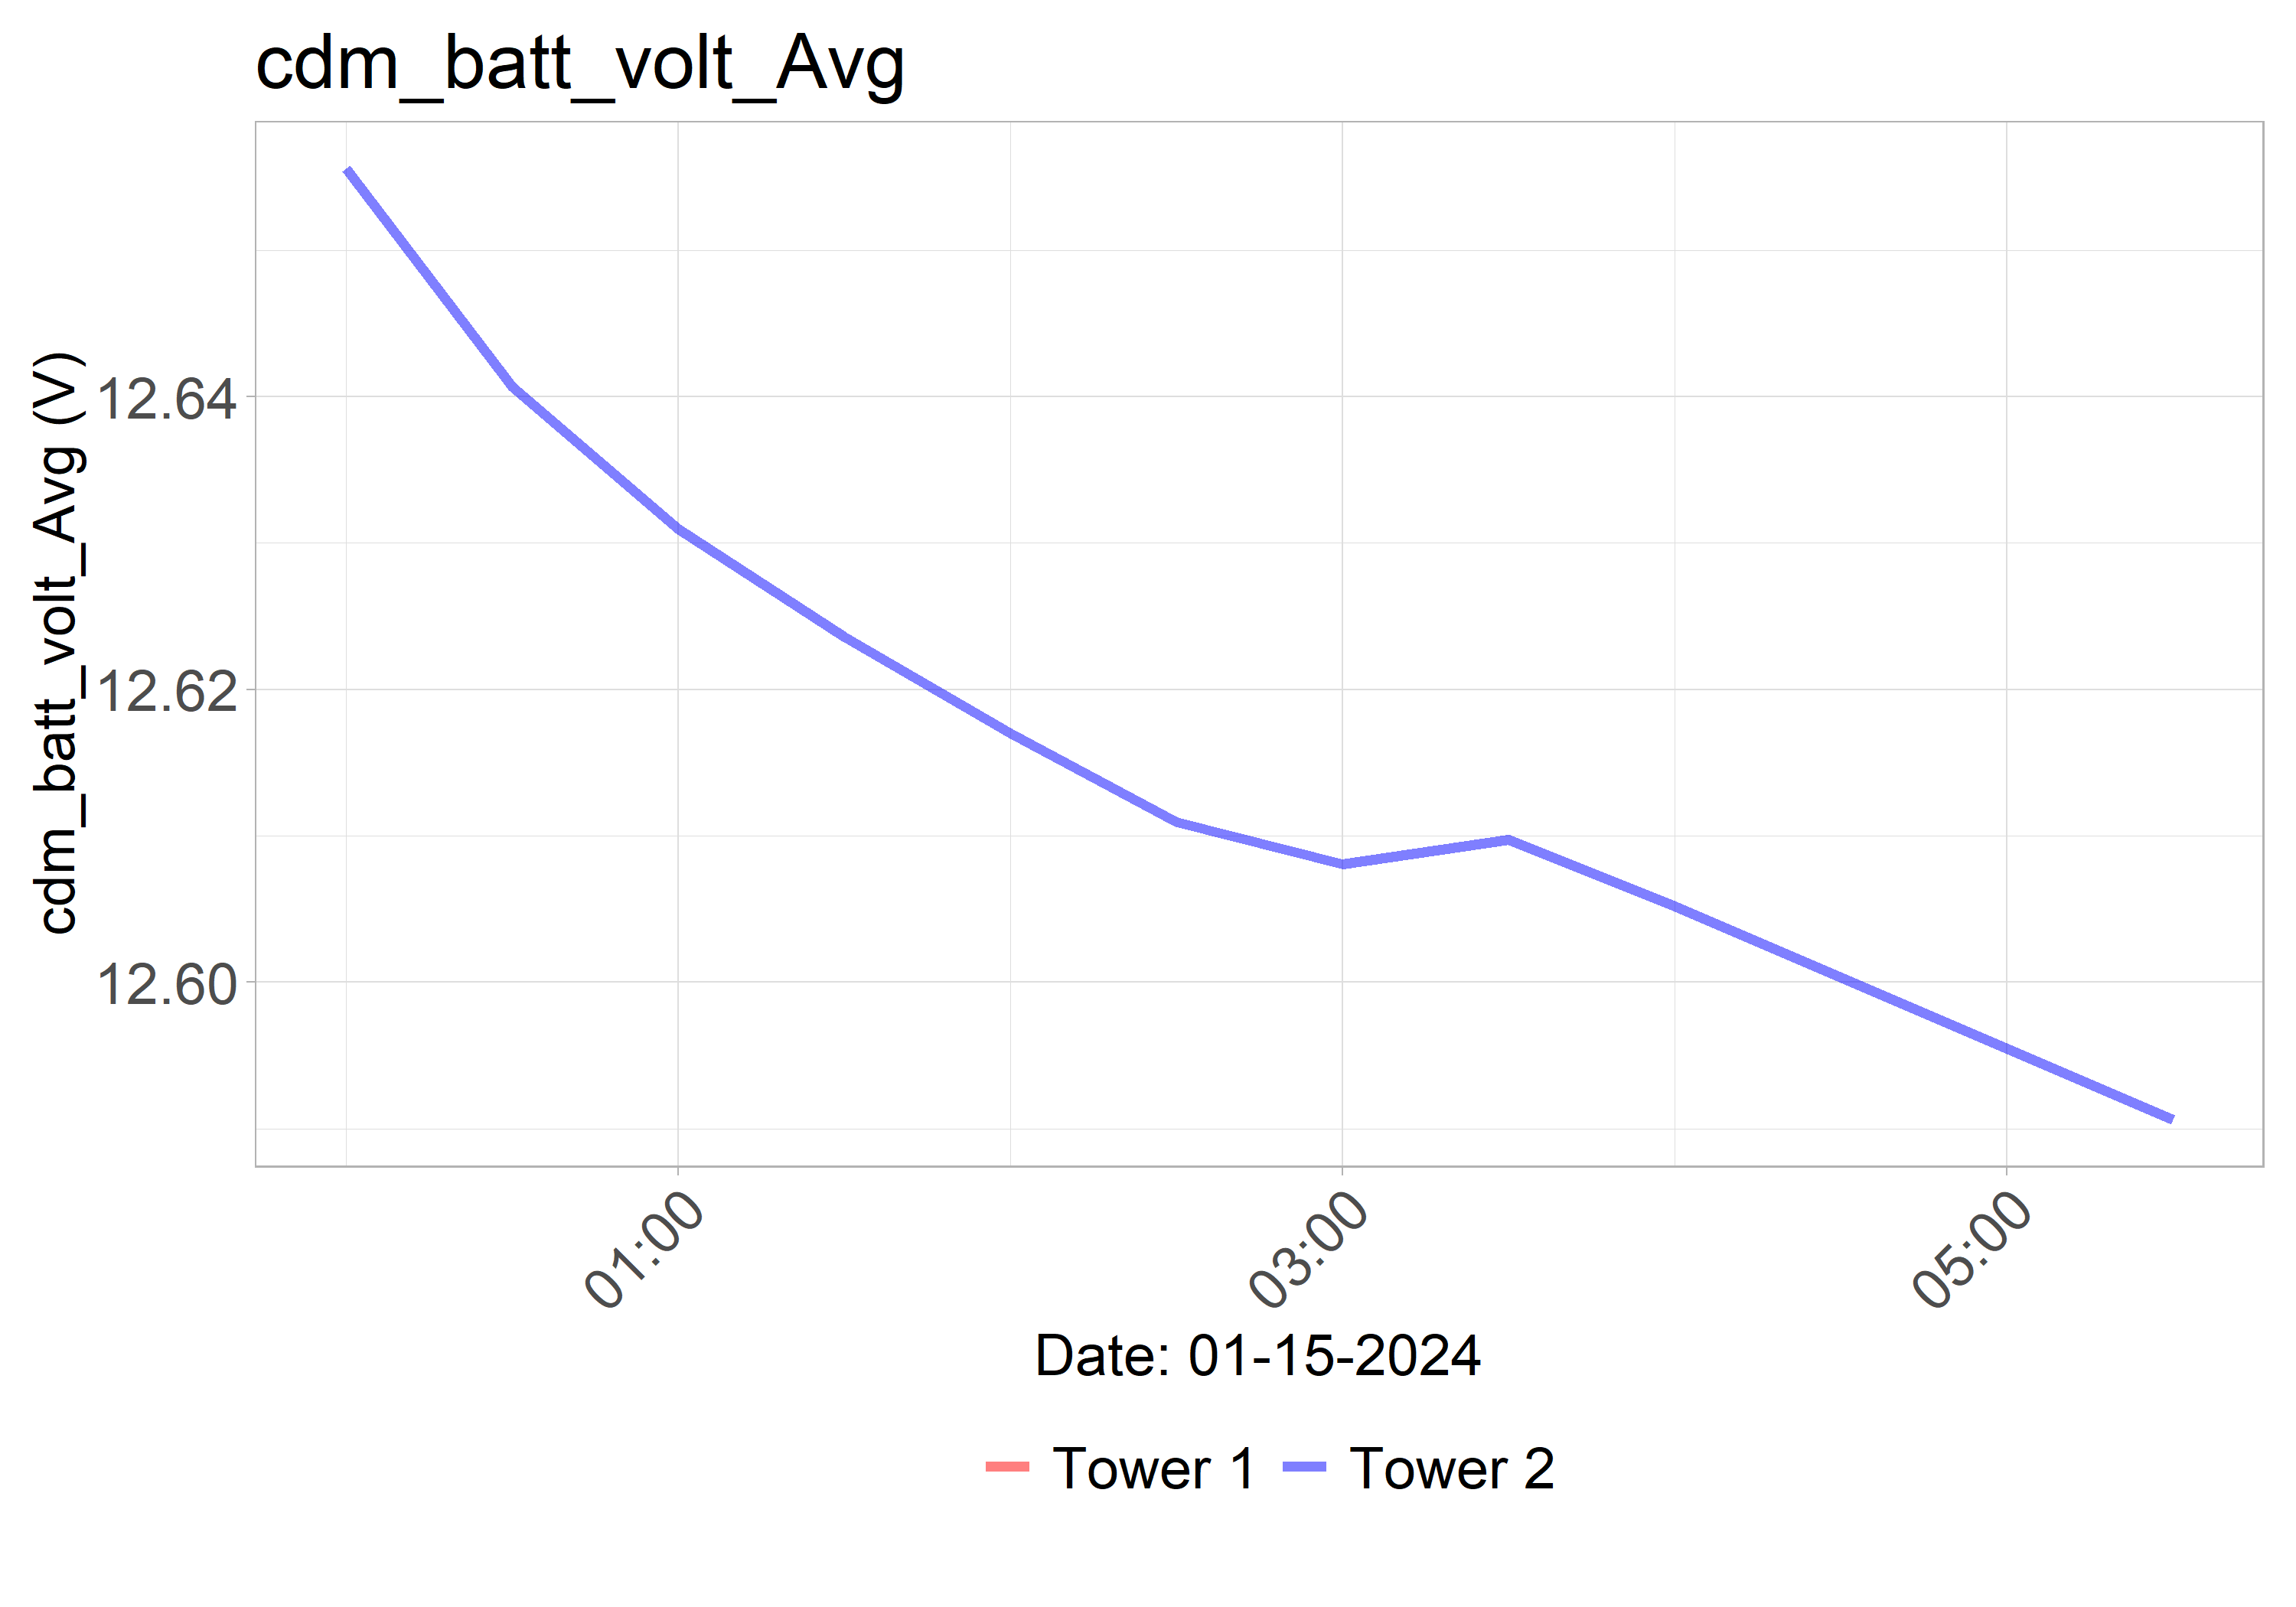 cdm_batt_volt_Avg
cdm_batt_volt_Avg (V)
12.64
12.62
12.60
01:00
03:00
05:00
Date: 01-15-2024
Tower 1
Tower 2